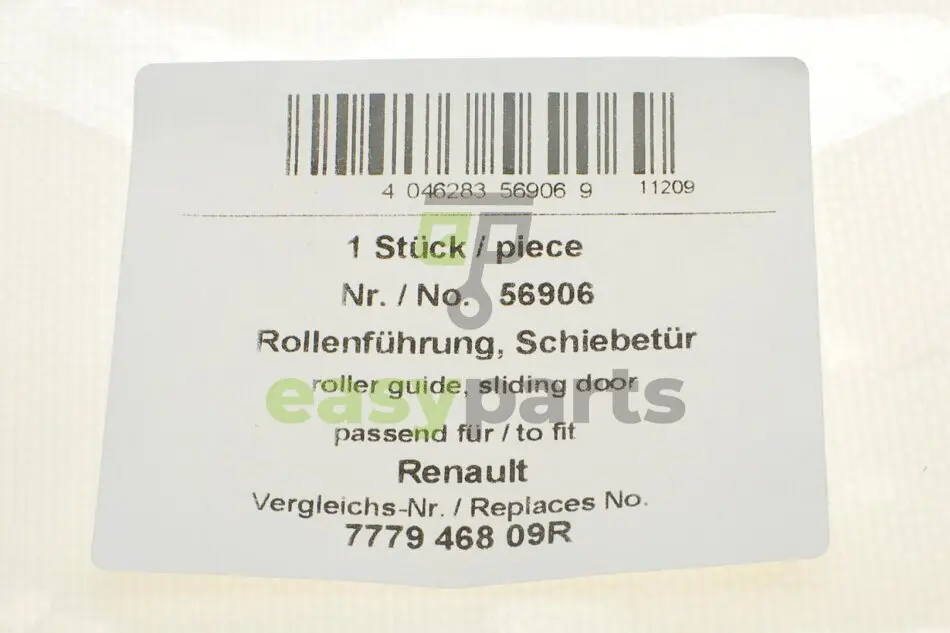 4 046283 56906 9 11209
1 Stück / piece
Nr. / No. 56906
Rollenführung, Schiebetür
roller guide, sliding door
easyparts
passend für / to fit
Renault
Vergleichs-Nr. / Replaces No.
7779 468 09R